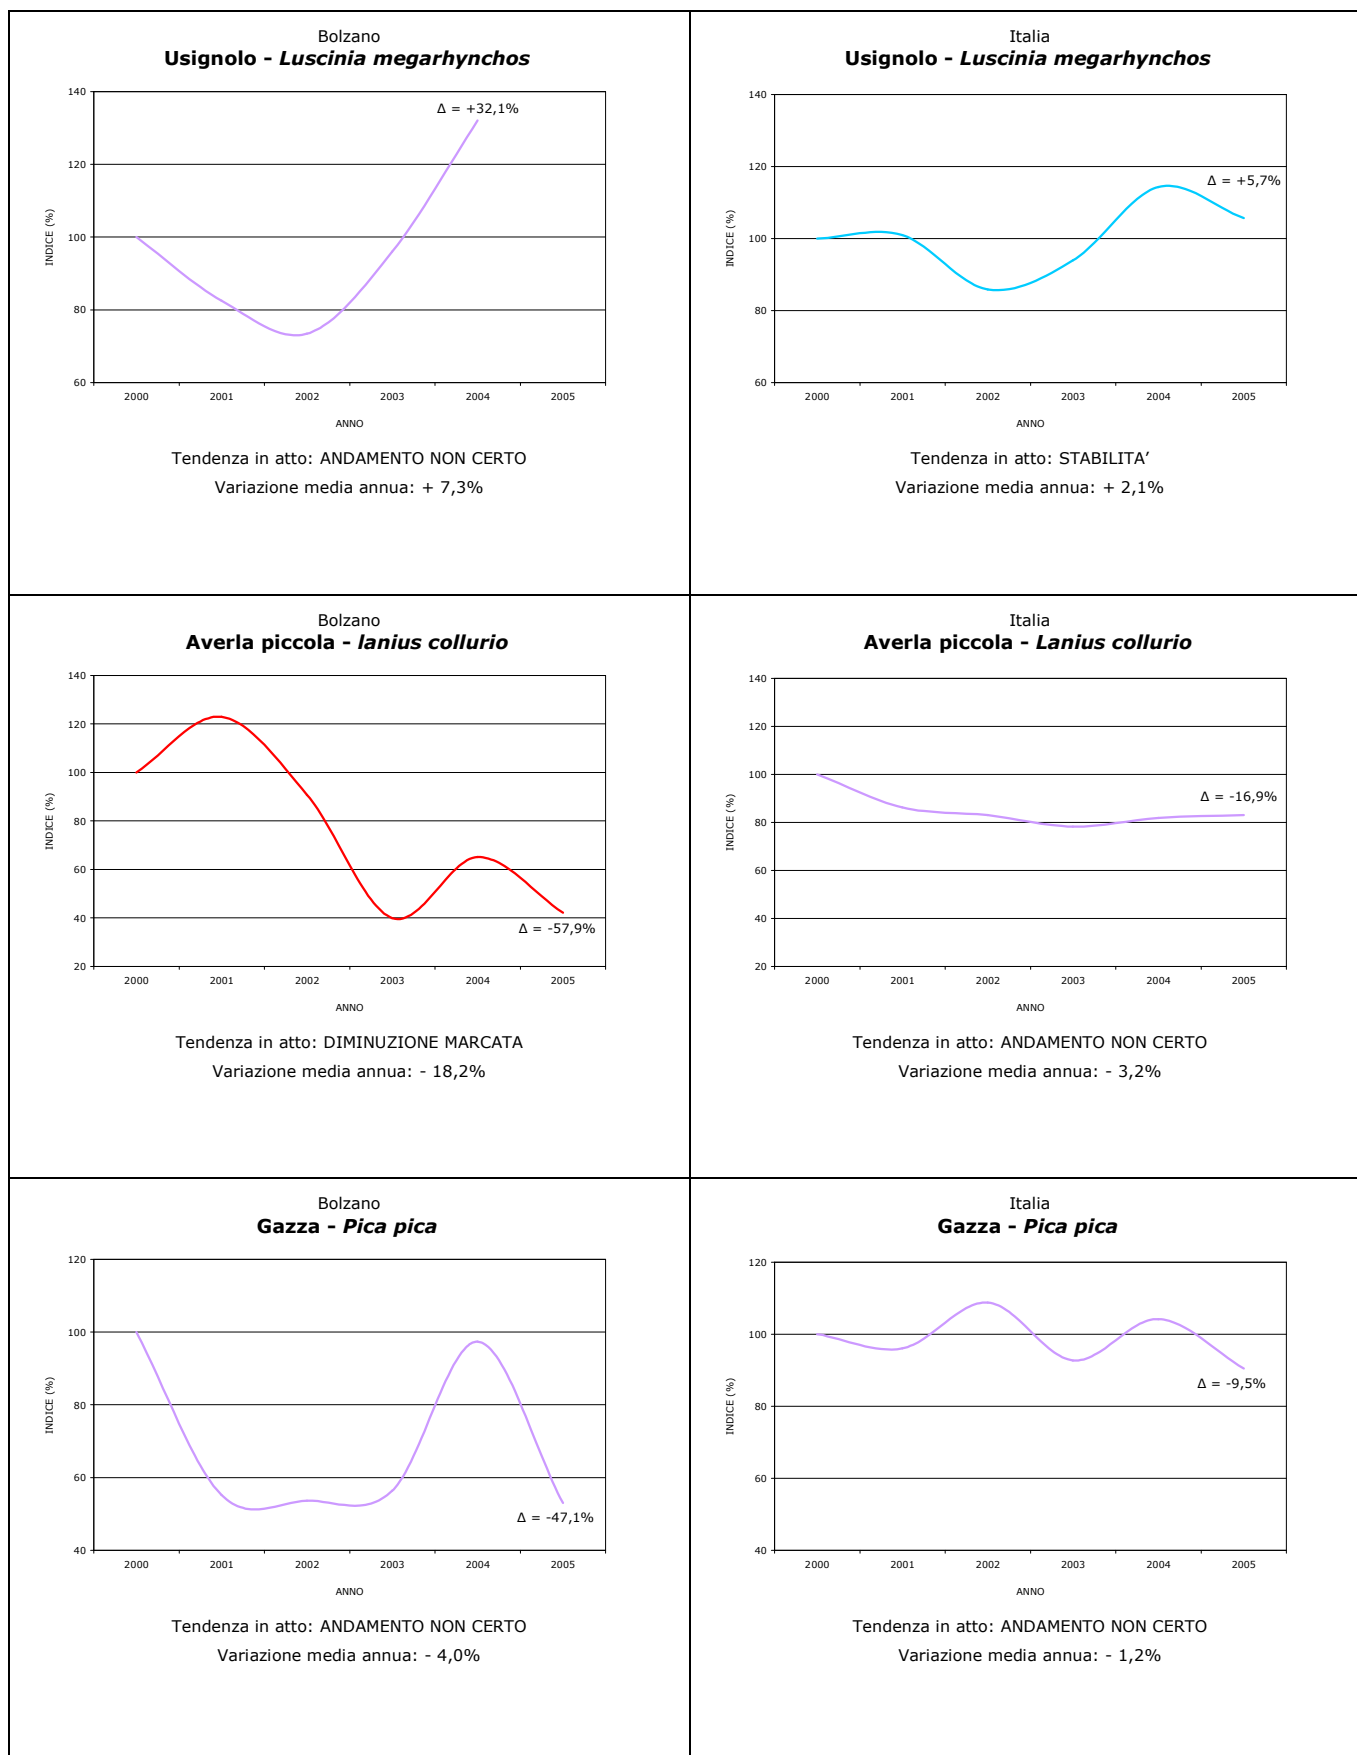 Bolzano
Usignolo - Luscinia megarhynchos
140
120
100
80
60
INDICE (%)
Δ = +32,1%
2000 2001 2002 2003 2004 2005
ANNO
Tendenza in atto: ANDAMENTO NON CERTO
Variazione media annua: + 7,3%
Italia
Usignolo - Luscinia megarhynchos
140
120
100
80
60
INDICE (%)
Δ = +5,7%
2000 2001 2002 2003 2004 2005
ANNO
Tendenza in atto: STABILITA’
Variazione media annua: + 2,1%
Bolzano
Averla piccola - lanius collurio
140
120
100
80
60
40
20
INDICE (%)
Δ = -57,9%
2000 2001 2002 2003 2004 2005
ANNO
Tendenza in atto: DIMINUZIONE MARCATA
Variazione media annua: - 18,2%
Italia
Averla piccola - Lanius collurio
140
120
100
80
60
40
20
INDICE (%)
Δ = -16,9%
2000 2001 2002 2003 2004 2005
ANNO
Tendenza in atto: ANDAMENTO NON CERTO
Variazione media annua: - 3,2%
Bolzano
Gazza - Pica pica
120
100
80
60
40
INDICE (%)
Δ = -47,1%
2000 2001 2002 2003 2004 2005
ANNO
Tendenza in atto: ANDAMENTO NON CERTO
Variazione media annua: - 4,0%
Italia
Gazza - Pica pica
120
100
80
60
40
INDICE (%)
Δ = -9,5%
2000 2001 2002 2003 2004 2005
ANNO
Tendenza in atto: ANDAMENTO NON CERTO
Variazione media annua: - 1,2%